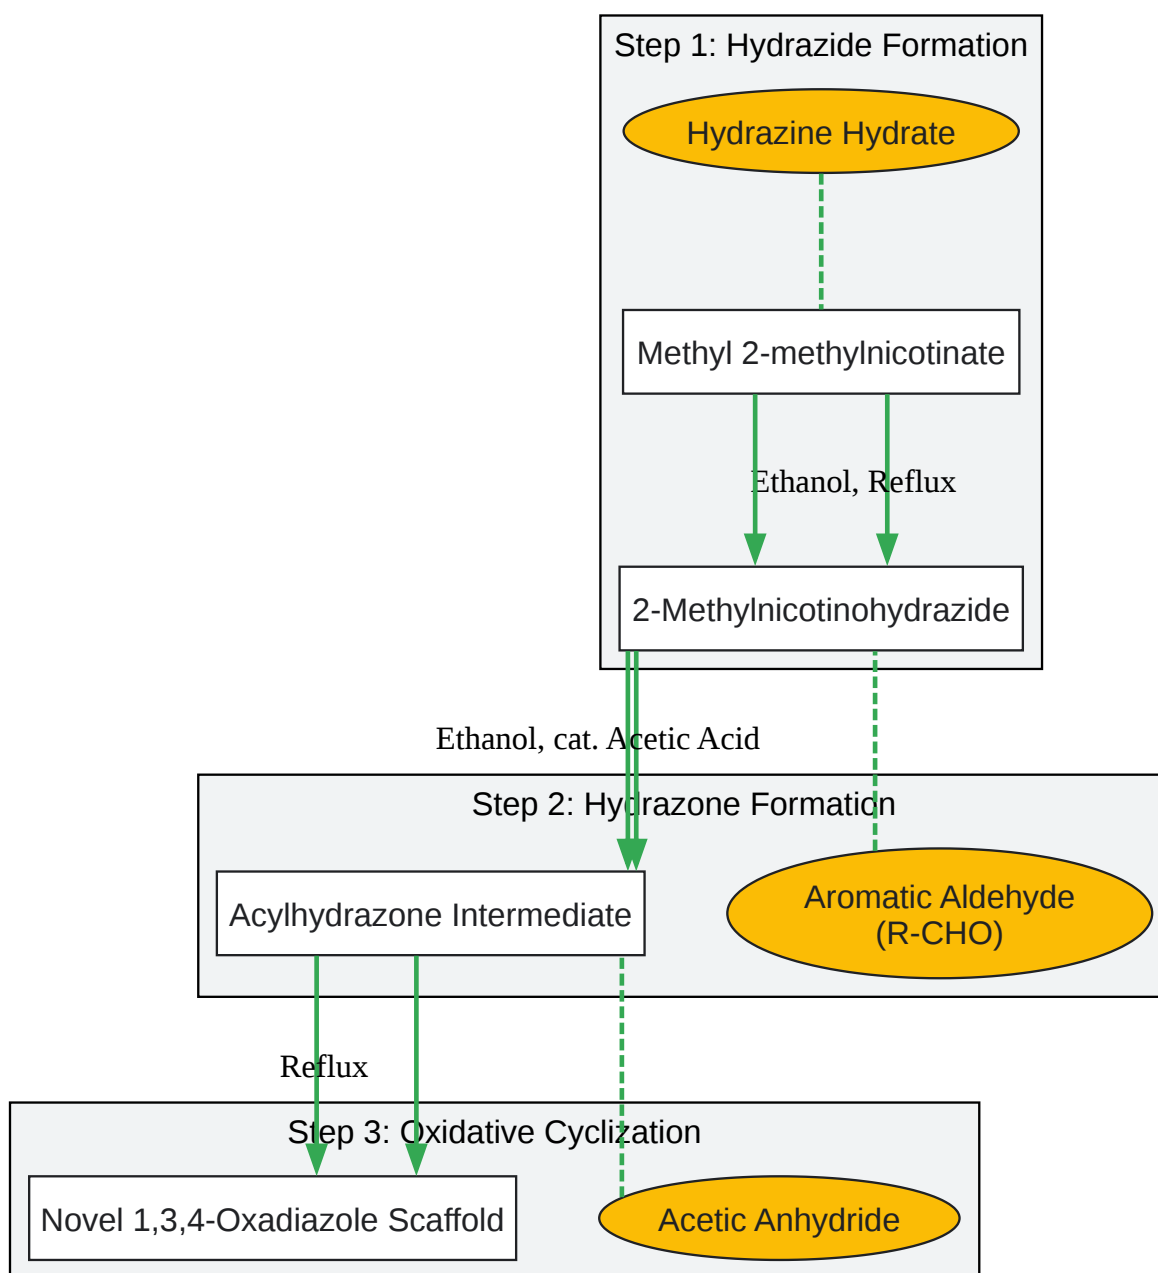 Step 1: Hydrazide Formation
Hydrazine Hydrate
Methyl 2-methylnicotinate
Ethanol, Reflux
2-Methylnicotinohydrazide
Ethanol, cat. Acetic Acid
Step 2: Hydrazone Formation
Acylhydrazone Intermediate
Aromatic Aldehyde
(R-CHO)
Reflux
Step 3: Oxidative Cyclization
Novel 1,3,4-Oxadiazole Scaffold
Acetic Anhydride